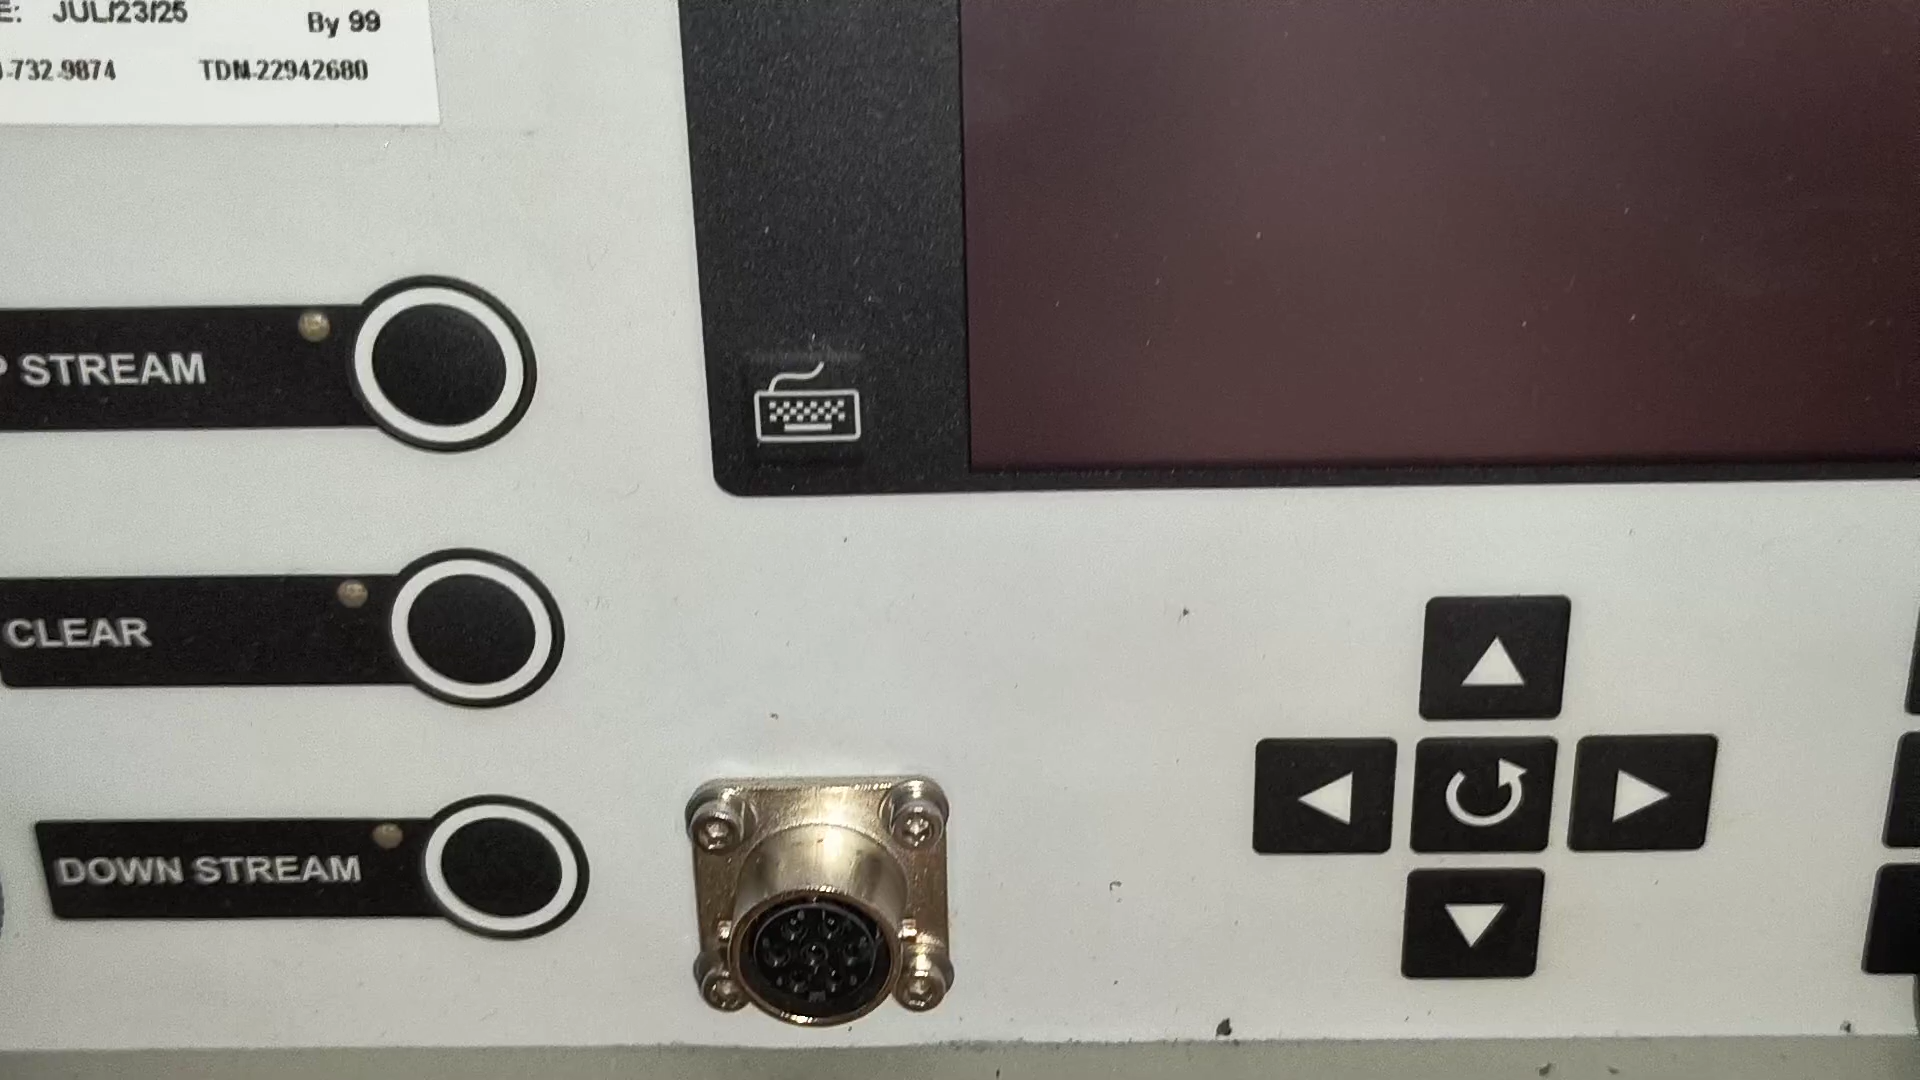 E: JUL/23/25
By 99
-732-9874 TDM-22942680
P STREAM
CLEAR
DOWN STREAM